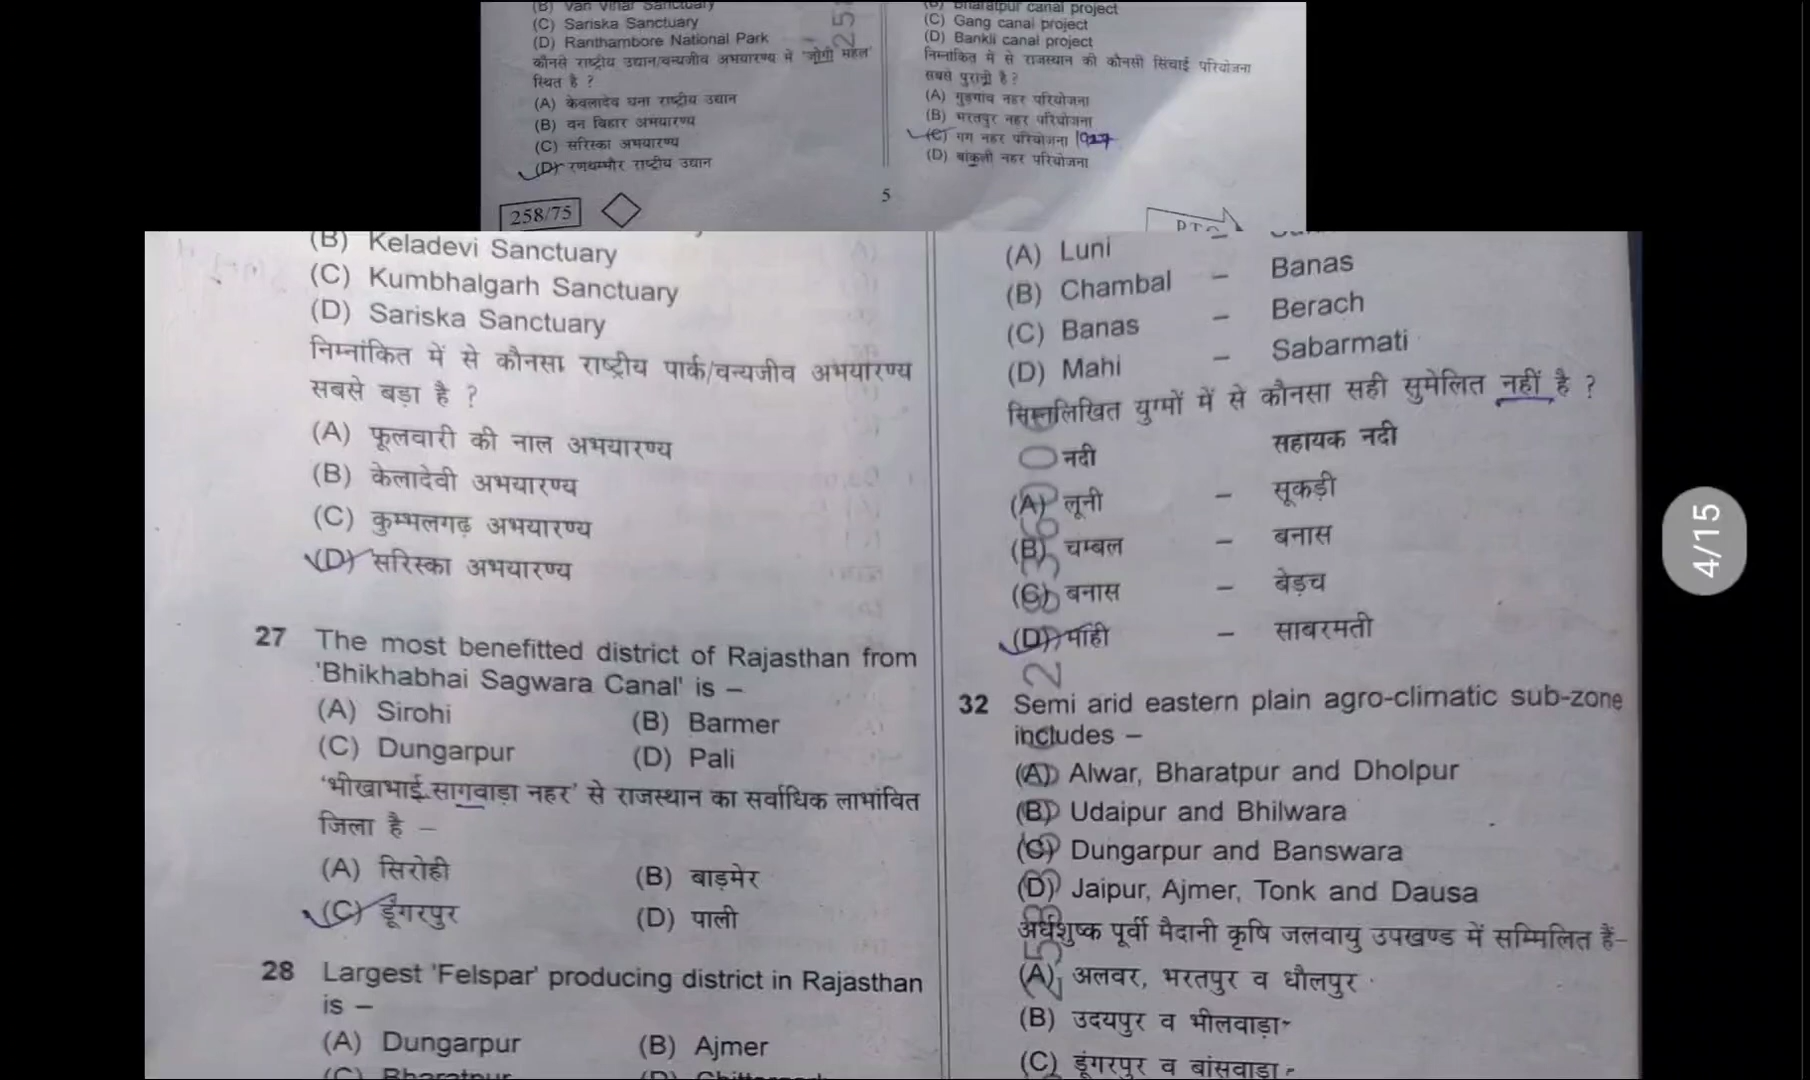 (B) Van Vihar Sanctuary
(C) Sariska Sanctuary
(D) Ranthambore National Park
कौनसे राष्ट्रीय उद्यान/वन्यजीव अभयारण्य में 'जोगी महल'
स्थित है ?
(A) केवलादेव घना राष्ट्रीय उद्यान
(B) वन विहार अभयारण्य
(C) सरिस्का अभयारण्य
(D) रणथम्भौर राष्ट्रीय उद्यान
258/75
(B) Bharatpur canal project
(C) Gang canal project
(D) Bankli canal project
निम्नांकित में से राजस्थान की कौनसी सिंचाई परियोजना
सबसे पुरानी है ?
(A) गुड़गांव नहर परियोजना
(B) भरतपुर नहर परियोजना
(C) गंग नहर परियोजना 1927
(D) बांकली नहर परियोजना
5
(B) Keladevi Sanctuary
(C) Kumbhalgarh Sanctuary
(D) Sariska Sanctuary
निम्नांकित में से कौनसा राष्ट्रीय पार्क/वन्यजीव अभयारण्य
सबसे बड़ा है ?
(A) फूलवारी की नाल अभयारण्य
(B) केलादेवी अभयारण्य
(C) कुम्भलगढ़ अभयारण्य
(D) सरिस्का अभयारण्य
27 The most benefitted district of Rajasthan from
'Bhikhabhai Sagwara Canal' is –
(A) Sirohi (B) Barmer
(C) Dungarpur (D) Pali
'भीखाभाई सागवाड़ा नहर' से राजस्थान का सर्वाधिक लाभांवित
जिला है –
(A) सिरोही (B) बाड़मेर
(C) डूंगरपुर (D) पाली
28 Largest 'Felspar' producing district in Rajasthan
is –
(A) Dungarpur (B) Ajmer
(C) Bharatpur (D)
(A) Luni –
(B) Chambal – Banas
(C) Banas – Berach
(D) Mahi – Sabarmati
निम्नलिखित युग्मों में से कौनसा सही सुमेलित नहीं है ?
नदी सहायक नदी
(A) लूनी – सूकड़ी
(B) चम्बल – बनास
(C) बनास – बेड़च
(D) माही – साबरमती
32 Semi arid eastern plain agro-climatic sub-zone
includes –
(A) Alwar, Bharatpur and Dholpur
(B) Udaipur and Bhilwara
(C) Dungarpur and Banswara
(D) Jaipur, Ajmer, Tonk and Dausa
अर्धशुष्क पूर्वी मैदानी कृषि जलवायु उपखण्ड में सम्मिलित हैं–
(A) अलवर, भरतपुर व धौलपुर
(B) उदयपुर व भीलवाड़ा
(C) डूंगरपुर व बांसवाड़ा
4/15